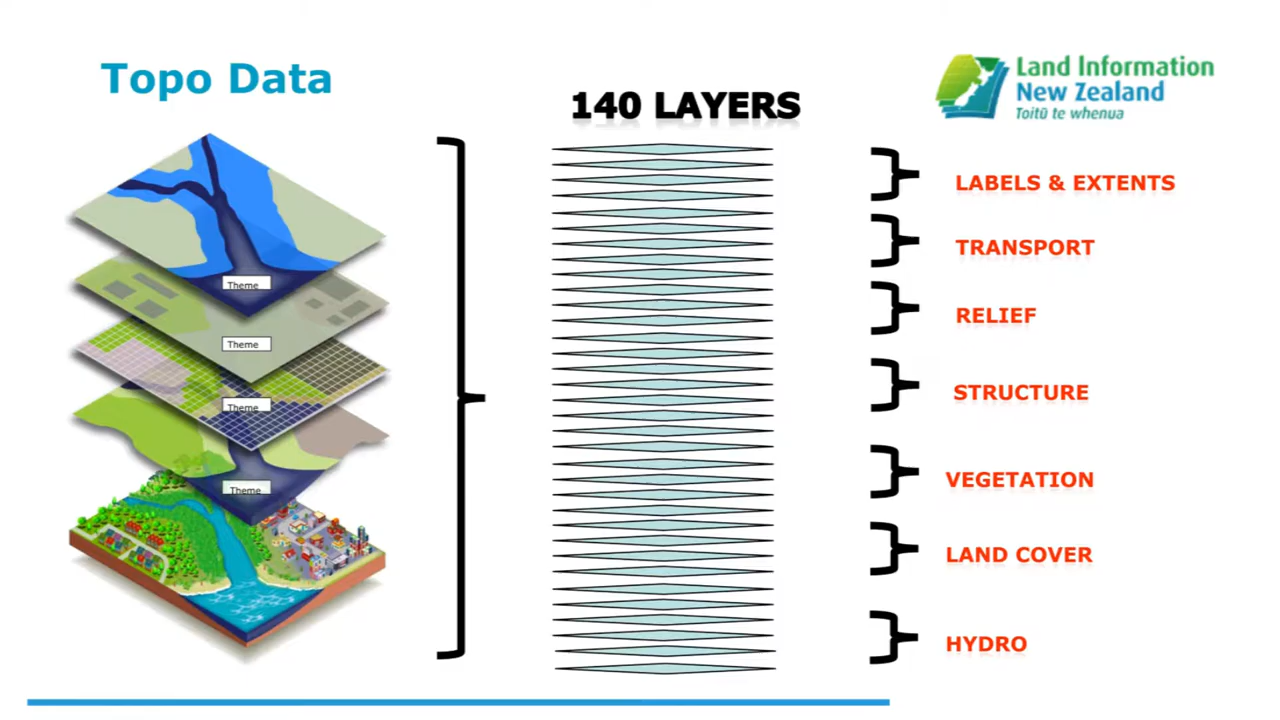 Topo Data
140 LAYERS
Land Information
New Zealand
Toitū te whenua
Theme
Theme
Theme
Theme
LABELS & EXTENTS
TRANSPORT
RELIEF
STRUCTURE
VEGETATION
LAND COVER
HYDRO